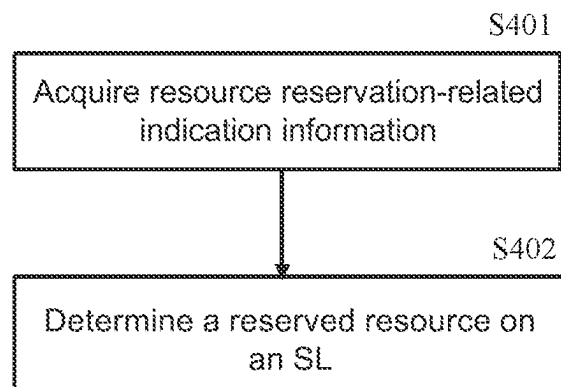 S401
Acquire resource reservation-related
indication information
S402
Determine a reserved resource on
an SL